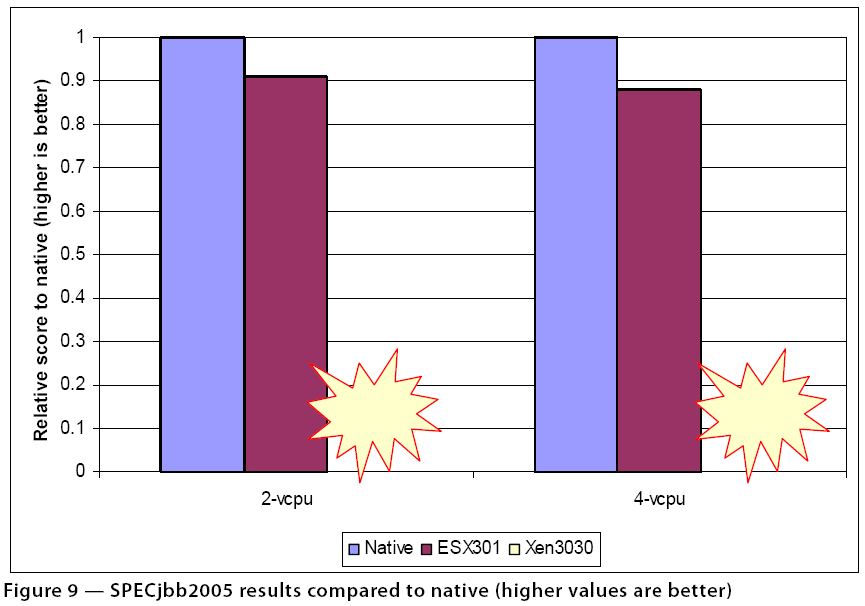 Relative score to native (higher is better)
1
0.9
0.8
0.7
0.6
0.5
0.4
0.3
0.2
0.1
0
2-vcpu
4-vcpu
Native ESX301 Xen3030
Figure 9 — SPECjbb2005 results compared to native (higher values are better)